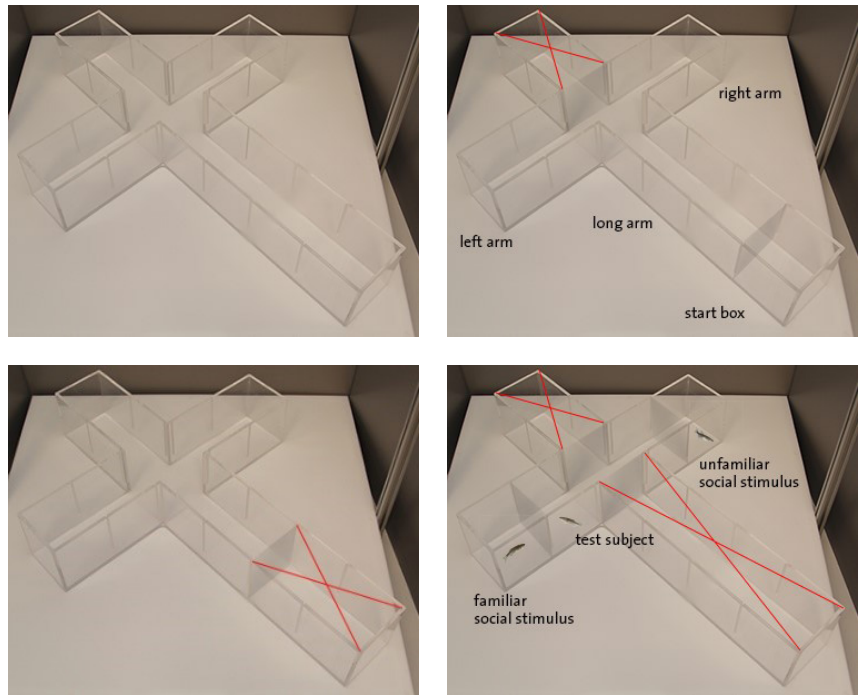 right arm
left arm
long arm
start box
unfamiliar
social stimulus
test subject
familiar
social stimulus